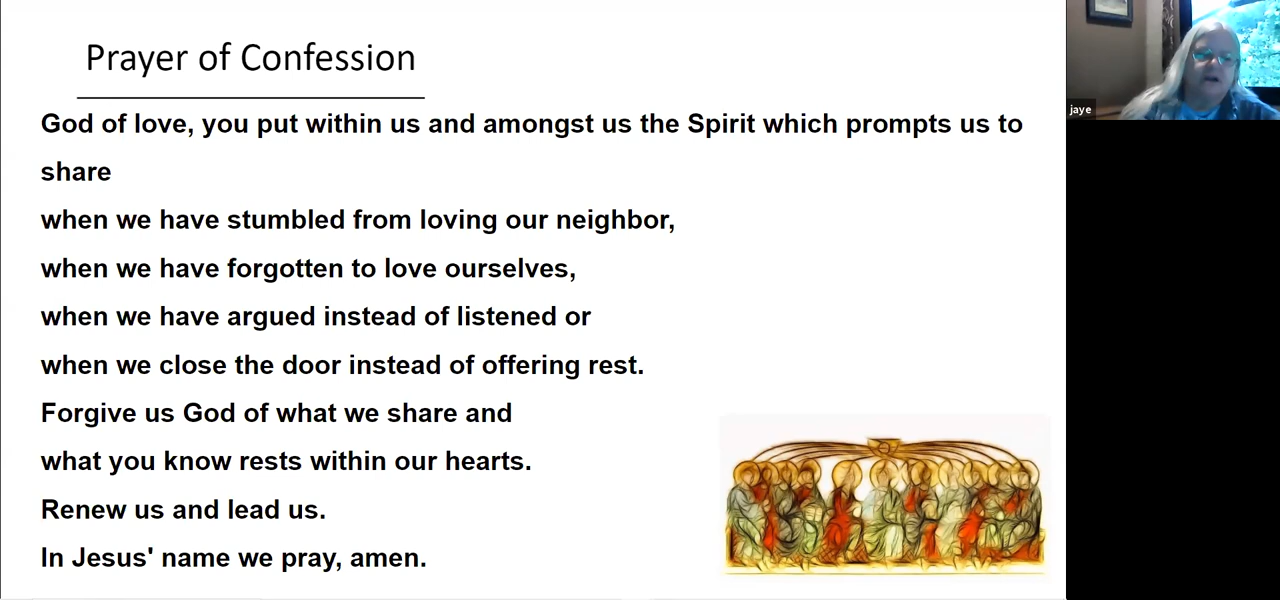 Prayer of Confession
God of love, you put within us and amongst us the Spirit which prompts us to
share
when we have stumbled from loving our neighbor,
when we have forgotten to love ourselves,
when we have argued instead of listened or
when we close the door instead of offering rest.
Forgive us God of what we share and
what you know rests within our hearts.
Renew us and lead us.
In Jesus' name we pray, amen.
jaye